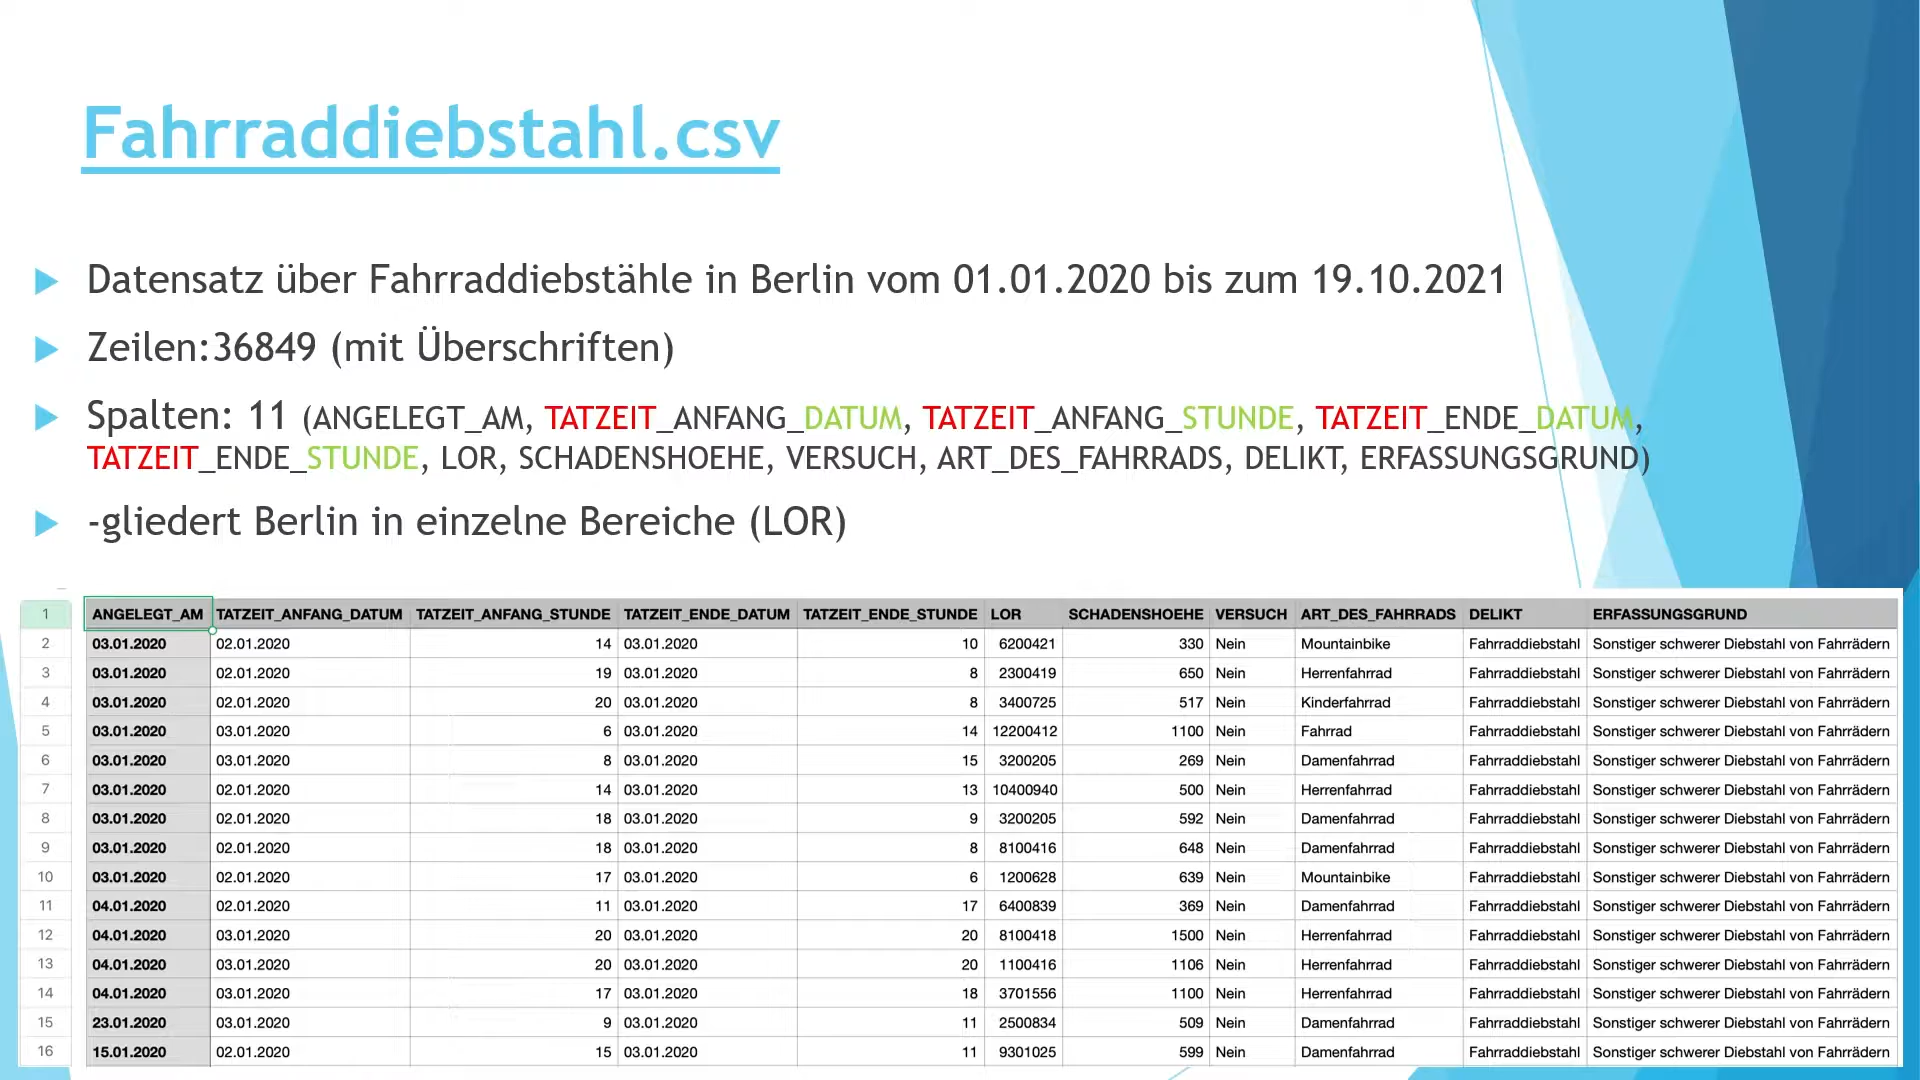 Fahrraddiebstahl.csv
Datensatz über Fahrraddiebstähle in Berlin vom 01.01.2020 bis zum 19.10.2021
Zeilen:36849 (mit Überschriften)
Spalten: 11 (ANGELEGT_AM, TATZEIT_ANFANG_DATUM, TATZEIT_ANFANG_STUNDE, TATZEIT_ENDE_DATUM,
TATZEIT_ENDE_STUNDE, LOR, SCHADENSHOEHE, VERSUCH, ART_DES_FAHRRADS, DELIKT, ERFASSUNGSGRUND)
-gliedert Berlin in einzelne Bereiche (LOR)
1 ANGELEGT_AM TATZEIT_ANFANG_DATUM TATZEIT_ANFANG_STUNDE TATZEIT_ENDE_DATUM TATZEIT_ENDE_STUNDE LOR SCHADENSHOEHE VERSUCH ART_DES_FAHRRADS DELIKT ERFASSUNGSGRUND
2 03.01.2020 02.01.2020 14 03.01.2020 10 6200421 330 Nein Mountainbike Fahrraddiebstahl Sonstiger schwerer Diebstahl von Fahrrädern
3 03.01.2020 02.01.2020 19 03.01.2020 8 2300419 650 Nein Herrenfahrrad Fahrraddiebstahl Sonstiger schwerer Diebstahl von Fahrrädern
4 03.01.2020 02.01.2020 20 03.01.2020 8 3400725 517 Nein Kinderfahrrad Fahrraddiebstahl Sonstiger schwerer Diebstahl von Fahrrädern
5 03.01.2020 03.01.2020 6 03.01.2020 14 12200412 1100 Nein Fahrrad Fahrraddiebstahl Sonstiger schwerer Diebstahl von Fahrrädern
6 03.01.2020 03.01.2020 8 03.01.2020 15 3200205 269 Nein Damenfahrrad Fahrraddiebstahl Sonstiger schwerer Diebstahl von Fahrrädern
7 03.01.2020 02.01.2020 14 03.01.2020 13 10400940 500 Nein Herrenfahrrad Fahrraddiebstahl Sonstiger schwerer Diebstahl von Fahrrädern
8 03.01.2020 02.01.2020 18 03.01.2020 9 3200205 592 Nein Damenfahrrad Fahrraddiebstahl Sonstiger schwerer Diebstahl von Fahrrädern
9 03.01.2020 02.01.2020 18 03.01.2020 8 8100416 648 Nein Damenfahrrad Fahrraddiebstahl Sonstiger schwerer Diebstahl von Fahrrädern
10 03.01.2020 02.01.2020 17 03.01.2020 6 1200628 639 Nein Mountainbike Fahrraddiebstahl Sonstiger schwerer Diebstahl von Fahrrädern
11 04.01.2020 02.01.2020 11 03.01.2020 17 6400839 369 Nein Damenfahrrad Fahrraddiebstahl Sonstiger schwerer Diebstahl von Fahrrädern
12 04.01.2020 03.01.2020 20 03.01.2020 20 8100418 1500 Nein Herrenfahrrad Fahrraddiebstahl Sonstiger schwerer Diebstahl von Fahrrädern
13 04.01.2020 03.01.2020 20 03.01.2020 20 1100416 1106 Nein Herrenfahrrad Fahrraddiebstahl Sonstiger schwerer Diebstahl von Fahrrädern
14 04.01.2020 03.01.2020 17 03.01.2020 18 3701556 1100 Nein Herrenfahrrad Fahrraddiebstahl Sonstiger schwerer Diebstahl von Fahrrädern
15 23.01.2020 03.01.2020 9 03.01.2020 11 2500834 509 Nein Damenfahrrad Fahrraddiebstahl Sonstiger schwerer Diebstahl von Fahrrädern
16 15.01.2020 02.01.2020 15 03.01.2020 11 9301025 599 Nein Damenfahrrad Fahrraddiebstahl Sonstiger schwerer Diebstahl von Fahrrädern